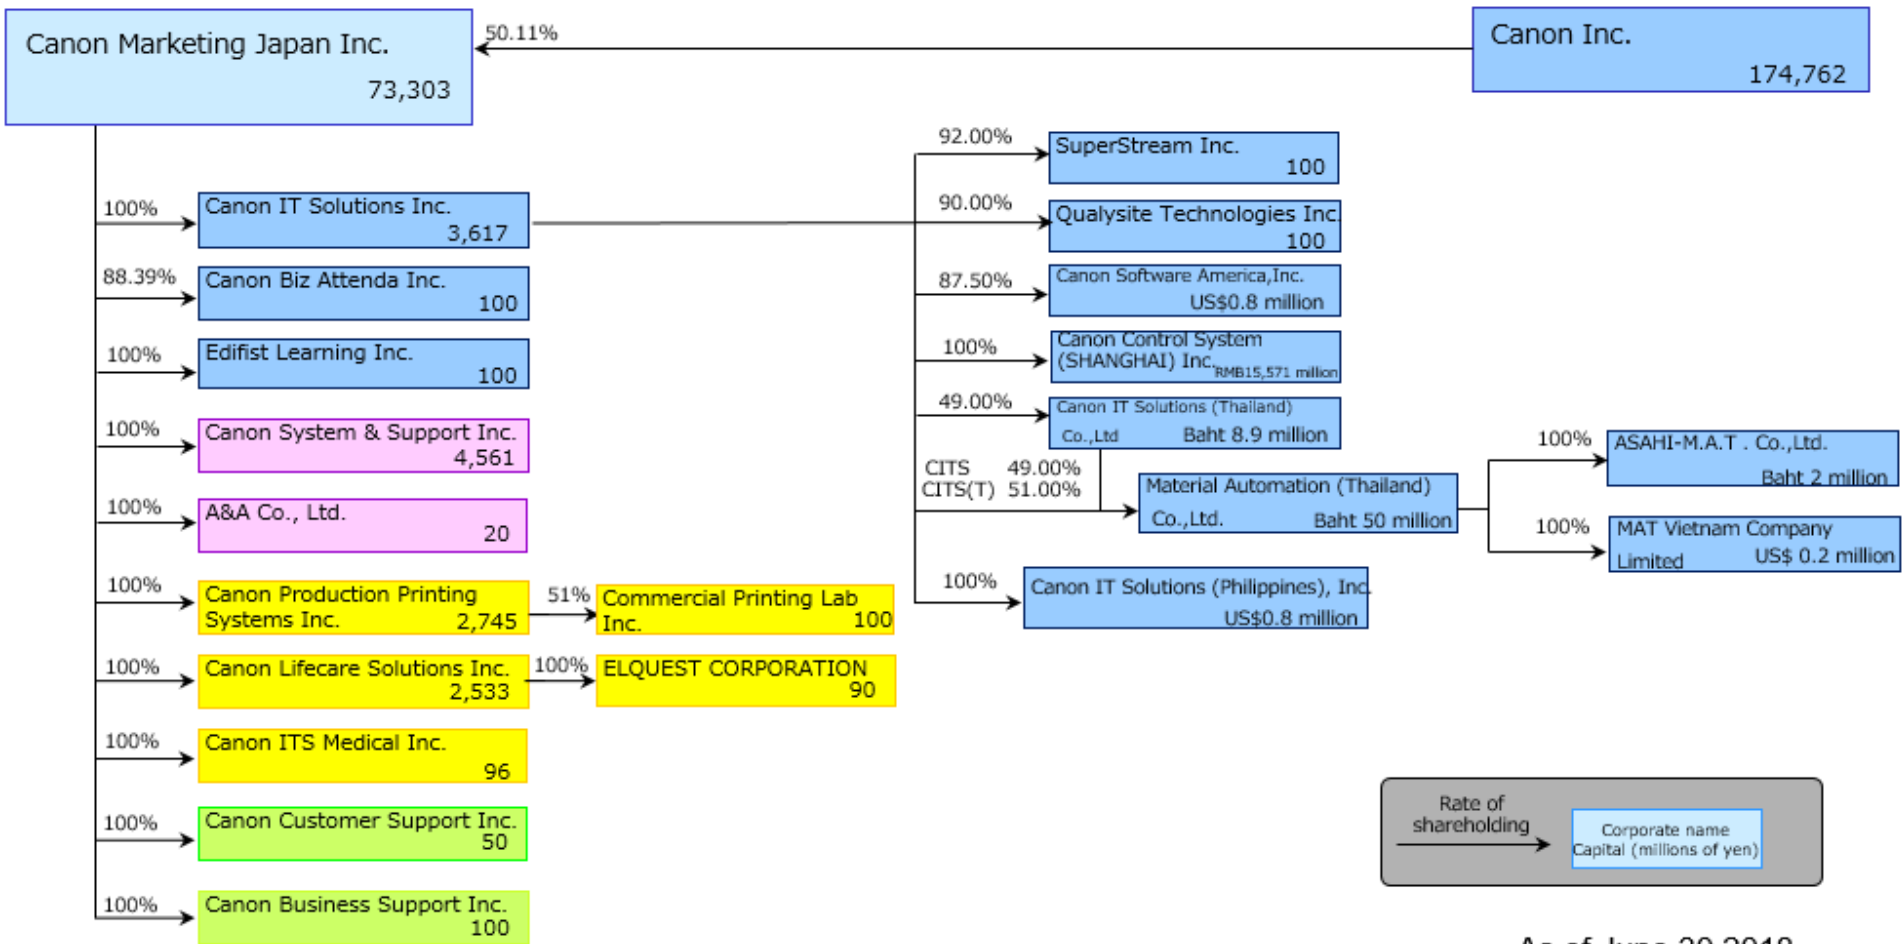 Canon Marketing Japan Inc.
73,303
50.11%
Canon Inc.
174,762
100%
Canon IT Solutions Inc.
3,617
88.39%
Canon Biz Attenda Inc.
100
100%
Edifist Learning Inc.
100
100%
Canon System & Support Inc.
4,561
100%
A&A Co., Ltd.
20
100%
Canon Production Printing
Systems Inc. 2,745
51%
Commercial Printing Lab
Inc. 100
100%
Canon Lifecare Solutions Inc.
2,533
100%
ELQUEST CORPORATION
90
100%
Canon ITS Medical Inc.
96
100%
Canon Customer Support Inc.
50
100%
Canon Business Support Inc.
100
92.00%
SuperStream Inc.
100
90.00%
Qualysite Technologies Inc.
100
87.50%
Canon Software America,Inc.
US$0.8 million
100%
Canon Control System
(SHANGHAI) Inc. RMB15,571 million
49.00%
Canon IT Solutions (Thailand)
Co.,Ltd Baht 8.9 million
CITS 49.00%
CITS(T) 51.00%
Material Automation (Thailand)
Co.,Ltd. Baht 50 million
100%
ASAHI-M.A.T . Co.,Ltd.
Baht 2 million
100%
MAT Vietnam Company
Limited US$ 0.2 million
100%
Canon IT Solutions (Philippines), Inc.
US$0.8 million
Rate of
shareholding
Corporate name
Capital (millions of yen)
As of June 30 2018